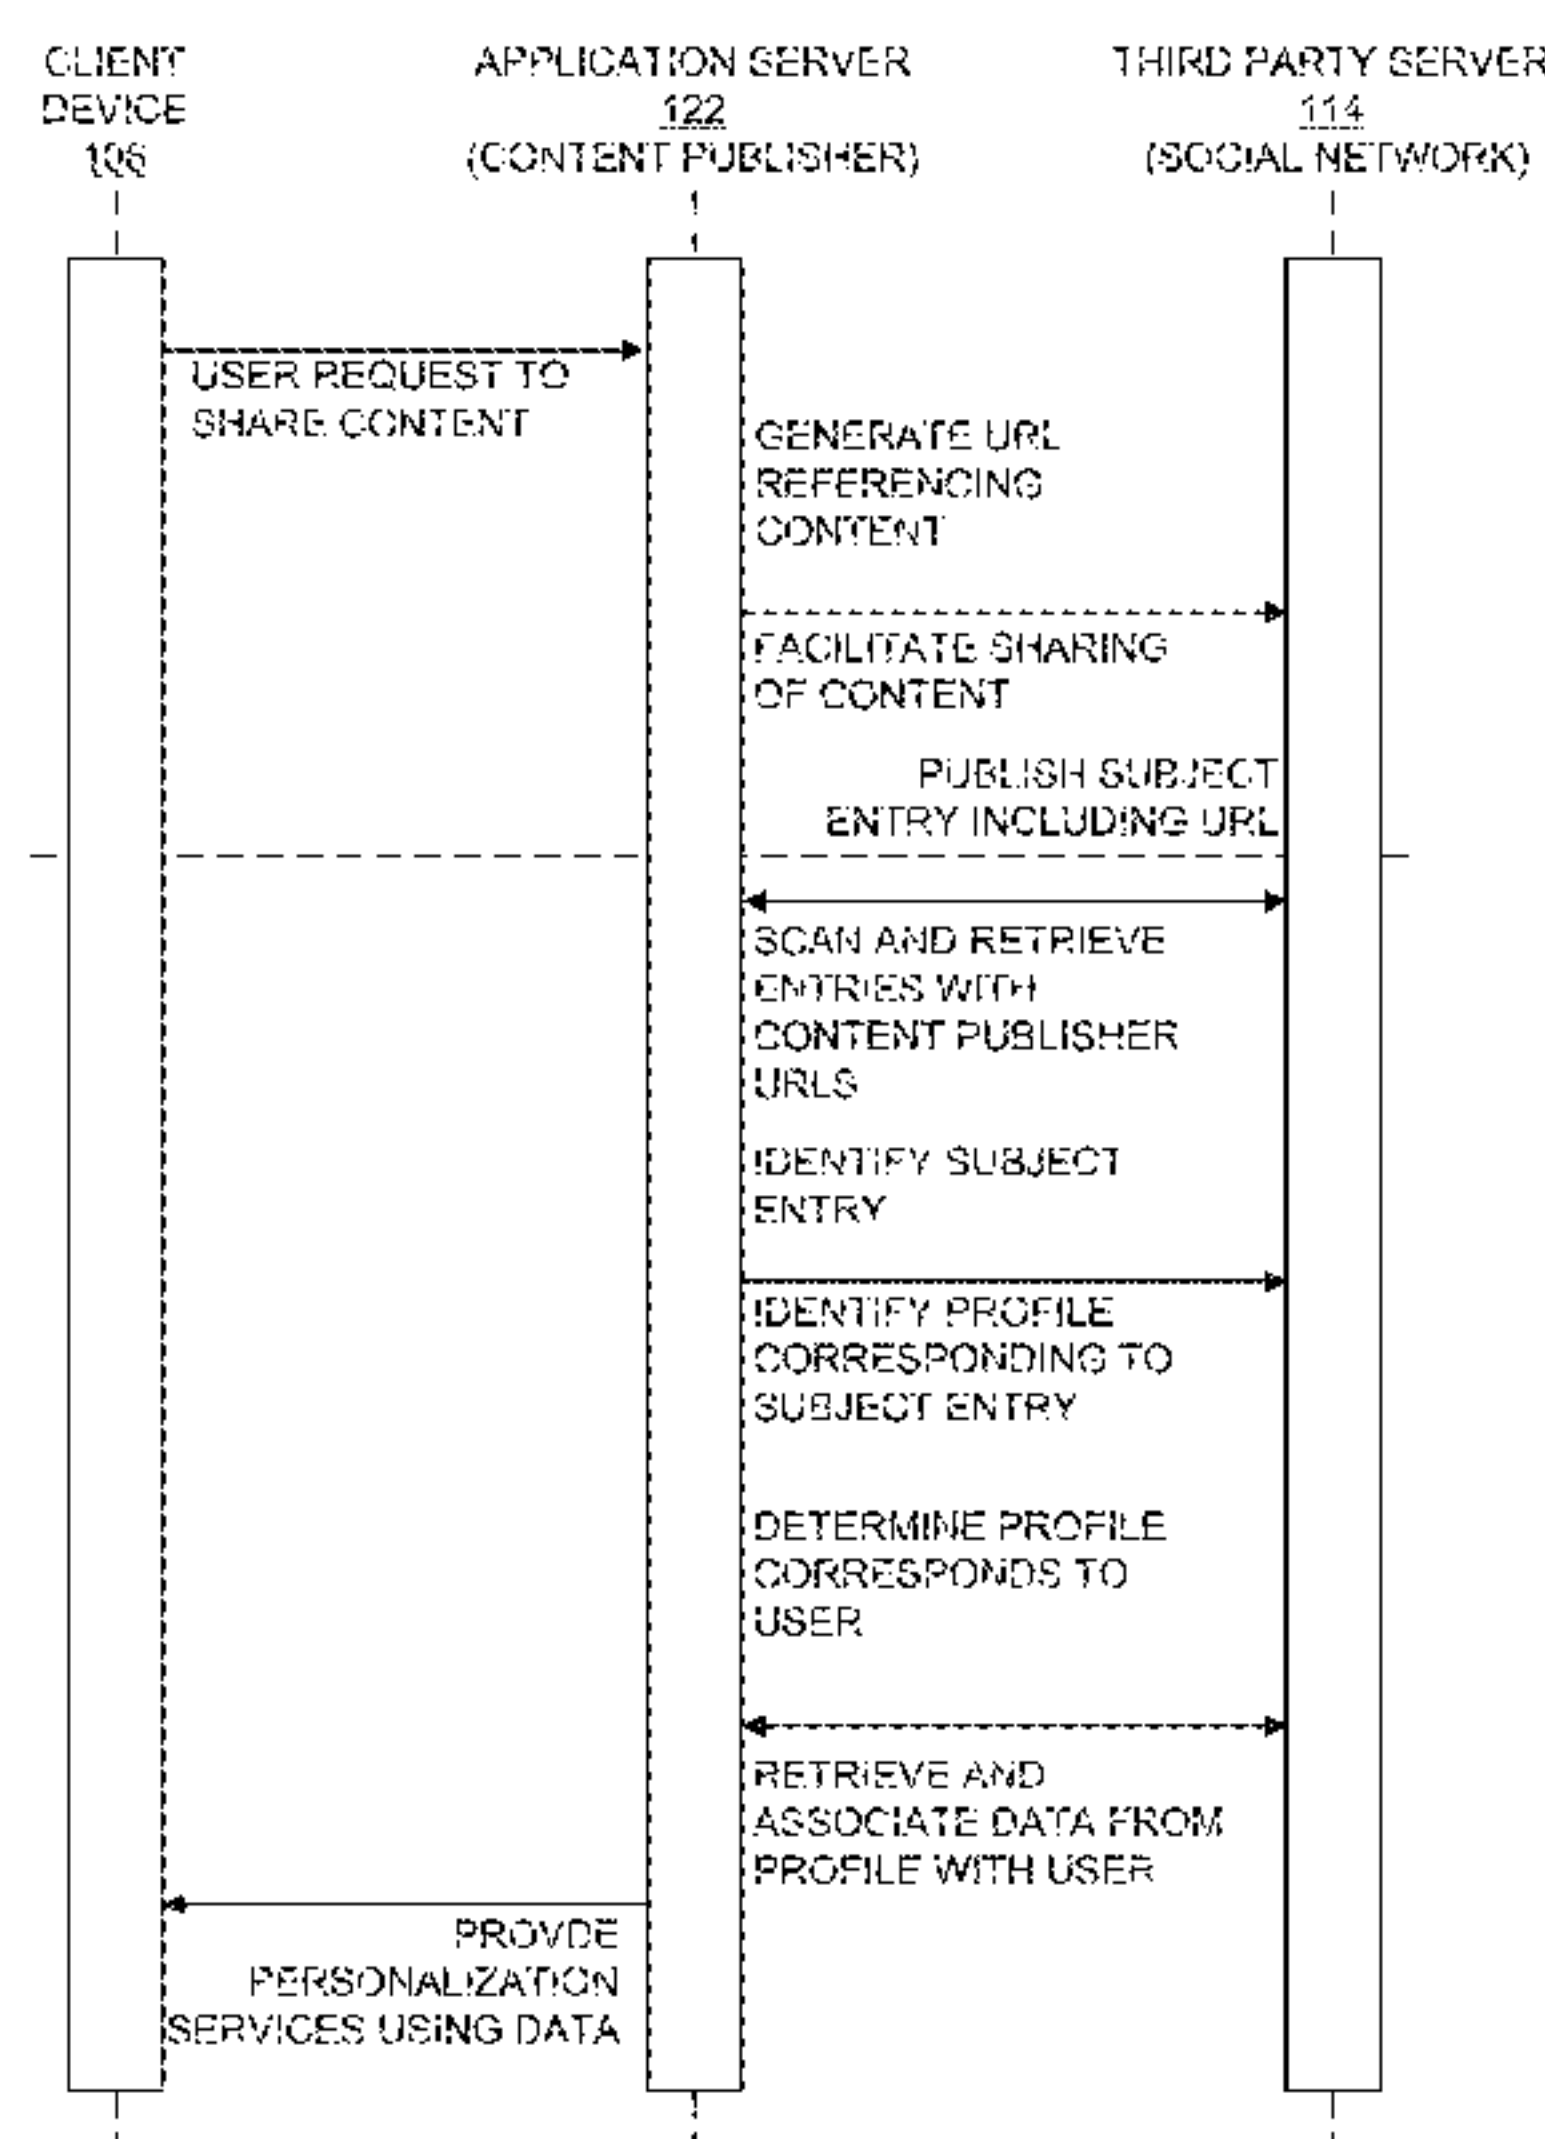 CLIENT
DEVICE
106
APPLICATION SERVER
122
(CONTENT PUBLISHER)
THIRD PARTY SERVER
114
(SOCIAL NETWORK)
USER REQUEST TO
SHARE CONTENT
GENERATE URL
REFERENCING
CONTENT
FACILITATE SHARING
OF CONTENT
PUBLISH SUBJECT
ENTRY INCLUDING URL
SCAN AND RETRIEVE
ENTRIES WITH
CONTENT PUBLISHER
URLS
IDENTIFY SUBJECT
ENTRY
IDENTIFY PROFILE
CORRESPONDING TO
SUBJECT ENTRY
DETERMINE PROFILE
CORRESPONDS TO
USER
RETRIEVE AND
ASSOCIATE DATA FROM
PROFILE WITH USER
PROVDE
PERSONALIZATION
SERVICES USING DATA